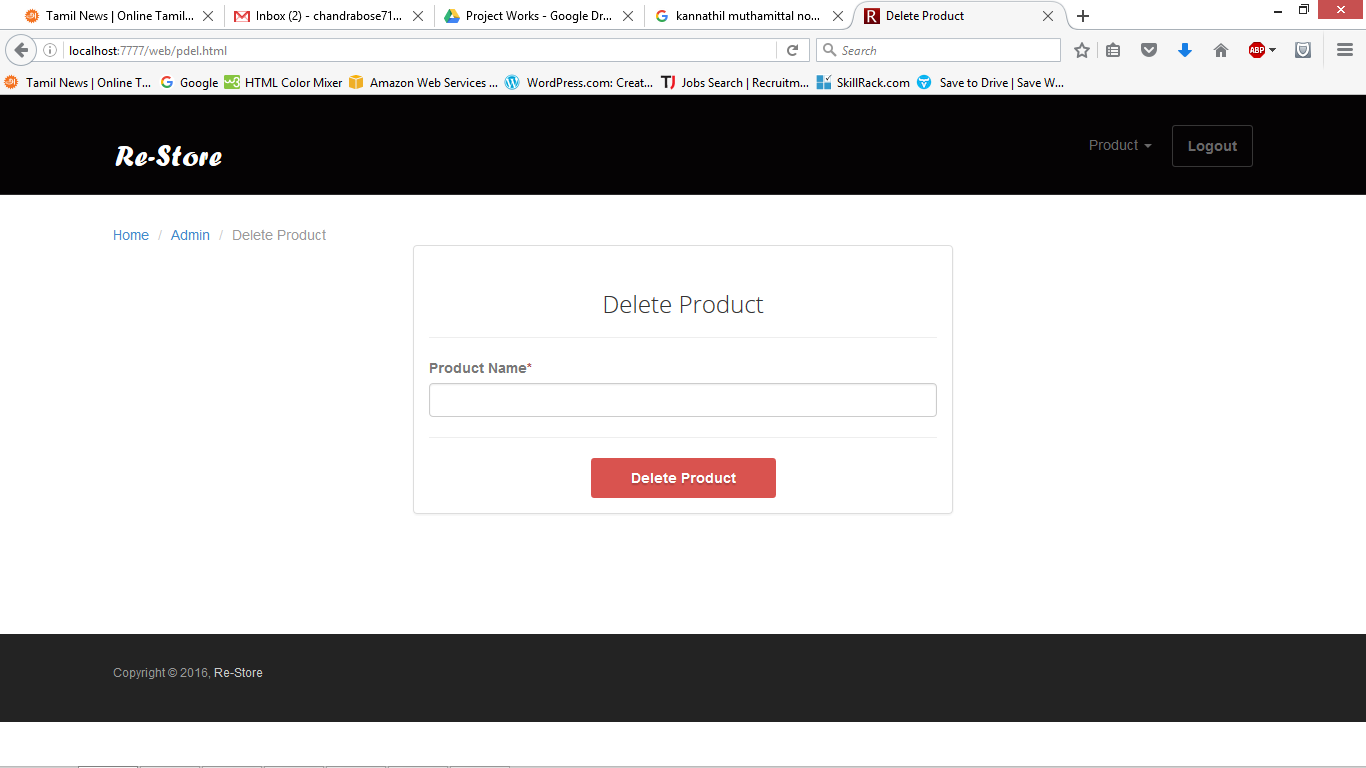 Tamil News | Online Tamil... Inbox (2) - chandrabose71... Project Works - Google Dr... kannathil muthamittal no... Delete Product
localhost:7777/web/pdel.html Search ABP
Tamil News | Online T... Google HTML Color Mixer Amazon Web Services ... WordPress.com: Creat... Jobs Search | Recruitm... SkillRack.com Save to Drive | Save W...
Re-Store Product Logout
Home / Admin / Delete Product
Delete Product
Product Name*
Delete Product
Copyright © 2016, Re-Store